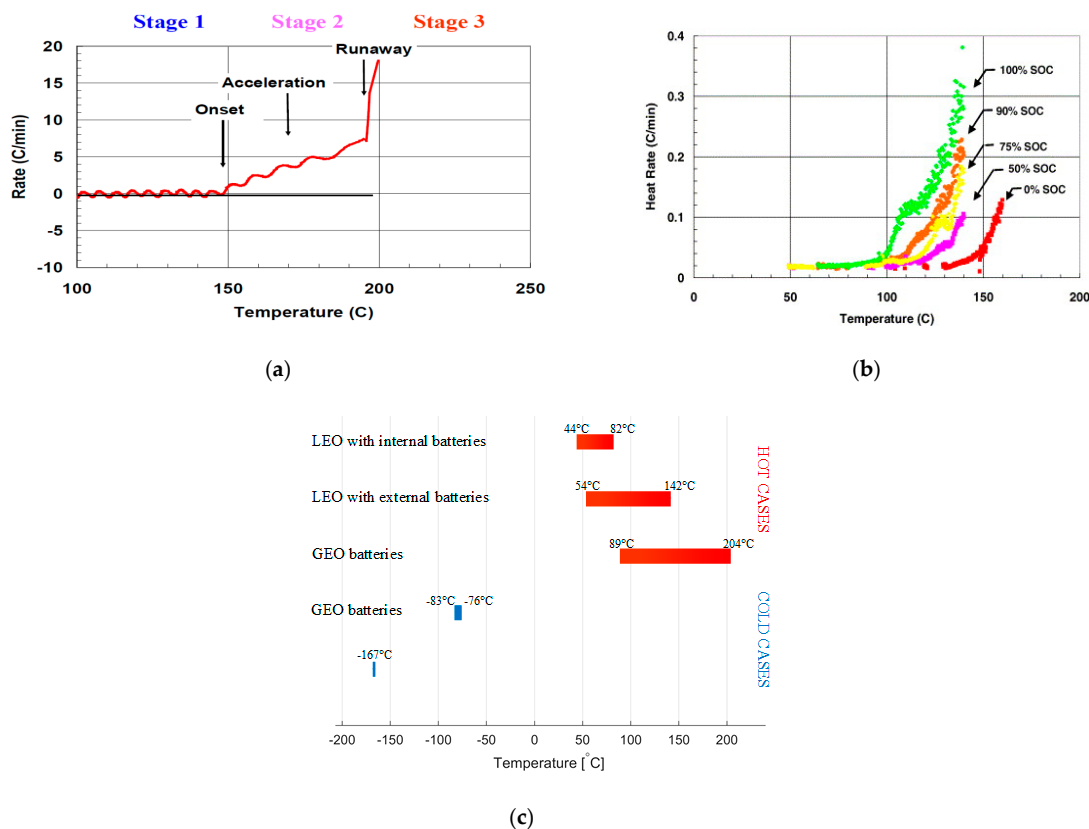 Stage 1 Stage 2 Stage 3
20
15
10
5
0
-10
Rate (C/min)
Onset
Acceleration
Runaway
100 150 200 250
Temperature (C)
(a)
0.4
0.3
0.2
0.1
0
Heat Rate (C/min)
100% SOC
90% SOC
75% SOC
50% SOC
0% SOC
0 50 100 150 200
Temperature (C)
(b)
LEO with internal batteries
44°C 82°C
LEO with external batteries
54°C 142°C
GEO batteries
89°C 204°C
GEO batteries
-83°C -76°C
-167°C
HOT CASES
COLD CASES
-200 -150 -100 -50 0 50 100 150 200
Temperature [°C]
(c)